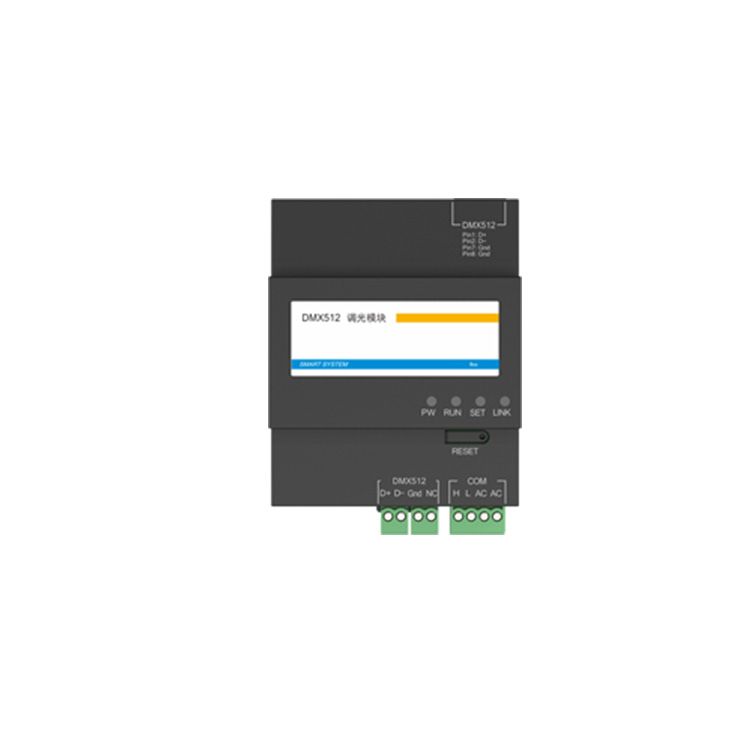 DMX512
Pin1: D+
Pin2: D-
Pin7: Gnd
Pin8: Gnd
DMX512 调光模块
SMART SYSTEM Bus
PW RUN SET LINK
RESET
DMX512 COM
D+ D- Gnd NC H L AC AC